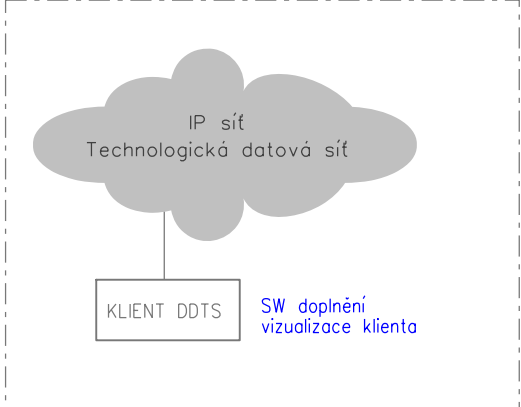 IP síť
Technologická datová síť
KLIENT DDTS
SW doplnění
vizualizace klienta